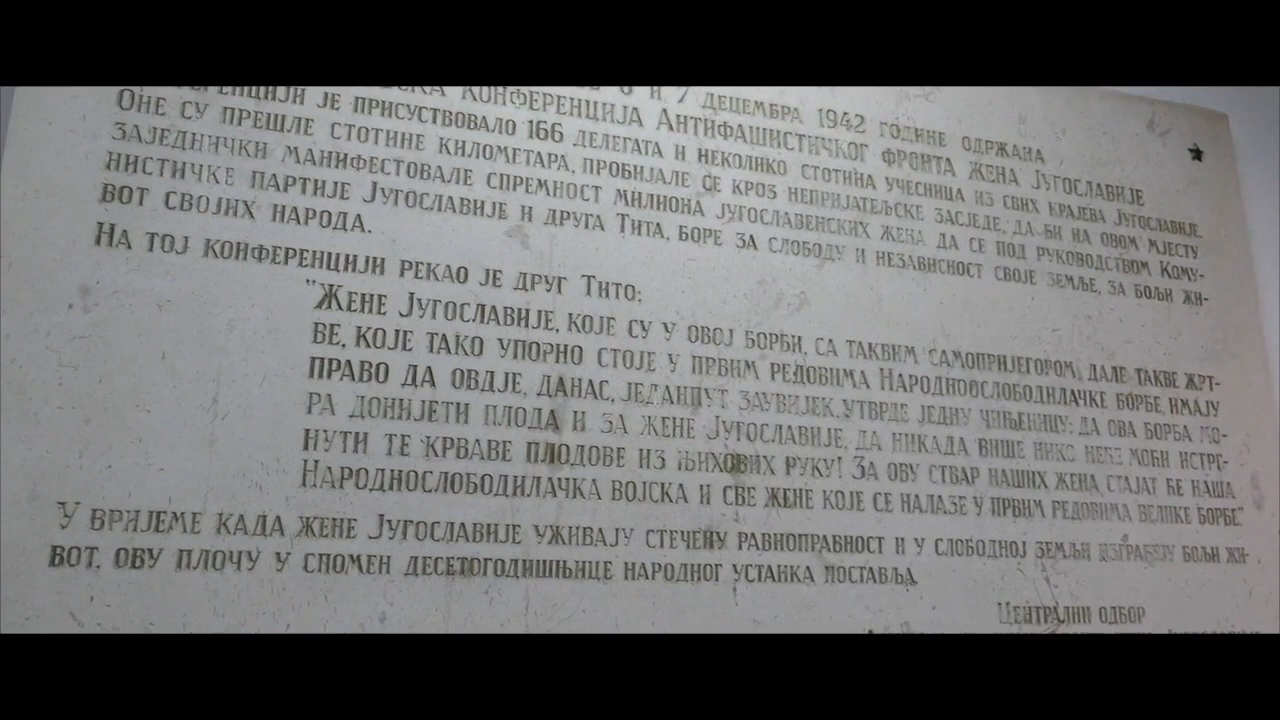 6 И 7 ДЕЦЕМБРА 1942 ГОДИНЕ ОДРЖАНА
КОНФЕРЕНЦИЈА АНТИФАШИСТИЧКОГ ФРОНТА ЖЕНА ЈУГОСЛАВИЈЕ
ЈЕ ПРИСУСТВОВАЛО 166 ДЕЛЕГАТА И НЕКОЛИКО СТОТИНА УЧЕСНИЦА ИЗ СВИХ КРАЈЕВА ЈУГОСЛАВИЈЕ.
ОНЕ СУ ПРЕШЛЕ СТОТИНЕ КИЛОМЕТАРА, ПРОБИЈАЛЕ СЕ КРОЗ НЕПРИЈАТЕЉСКЕ ЗАСЈЕДЕ, ДА БИ НА ОВОМ МЈЕСТУ
ЗАЈЕДНИЧКИ МАНИФЕСТОВАЛЕ СПРЕМНОСТ МИЛИОНА ЈУГОСЛАВЕНСКИХ ЖЕНА ДА СЕ ПОД РУКОВОДСТВОМ КОМУ-
НИСТИЧКЕ ПАРТИЈЕ ЈУГОСЛАВИЈЕ И ДРУГА ТИТА, БОРЕ ЗА СЛОБОДУ И НЕЗАВИСНОСТ СВОЈЕ ЗЕМЉЕ, ЗА БОЉИ ЖИ-
ВОТ СВОЈИХ НАРОДА.
НА ТОЈ КОНФЕРЕНЦИЈИ РЕКАО ЈЕ ДРУГ ТИТО:
"ЖЕНЕ ЈУГОСЛАВИЈЕ, КОЈЕ СУ У ОВОЈ БОРБИ, СА ТАКВИМ САМОПРИЈЕГОРОМ ДАЛЕ ТАКВЕ ЖРТ-
ВЕ, КОЈЕ ТАКО УПОРНО СТОЈЕ У ПРВИМ РЕДОВИМА НАРОДНООСЛОБОДИЛАЧКЕ БОРБЕ, ИМАЈУ
ПРАВО ДА ОВДЈЕ, ДАНАС, ЈЕДАНПУТ ЗАУВИЈЕК, УТВРДЕ ЈЕДНУ ЧИЊЕНИЦУ: ДА ОВА БОРБА МО-
РА ДОНИЈЕТИ ПЛОДА И ЗА ЖЕНЕ ЈУГОСЛАВИЈЕ, ДА НИКАДА ВИШЕ НИКО НЕЋЕ МОЋИ ИСТРГ-
НУТИ ТЕ КРВАВЕ ПЛОДОВЕ ИЗ ЊИХОВИХ РУКУ! ЗА ОВУ СТВАР НАШИХ ЖЕНА СТАЈАТ ЋЕ НАША
НАРОДНОСЛОБОДИЛАЧКА ВОЈСКА И СВЕ ЖЕНЕ КОЈЕ СЕ НАЛАЗЕ У ПРВИМ РЕДОВИМА ВЕЛИКЕ БОРБЕ."
У ВРИЈЕМЕ КАДА ЖЕНЕ ЈУГОСЛАВИЈЕ УЖИВАЈУ СТЕЧЕНУ РАВНОПРАВНОСТ И У СЛОБОДНОЈ ЗЕМЉИ ИЗГРАЂУЈУ БОЉИ ЖИ-
ВОТ, ОВУ ПЛОЧУ У СПОМЕН ДЕСЕТОГОДИШЊИЦЕ НАРОДНОГ УСТАНКА ПОСТАВЉА
ЦЕНТРАЛНИ ОДБОР